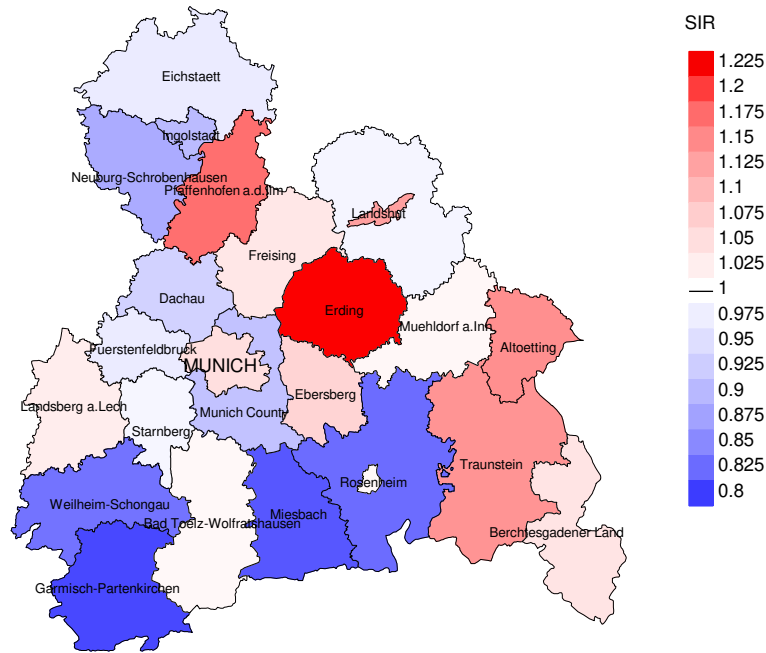 SIR
1.225
1.2
1.175
1.15
1.125
1.1
1.075
1.05
1.025
1
0.975
0.95
0.925
0.9
0.875
0.85
0.825
0.8
Eichstaett
Ingolstadt
Neuburg-Schrobenhausen
Pfaffenhofen a.d.Ilm
Landshut
Freising
Dachau
Erding
Muehldorf a.Inn
Altoetting
Fuerstenfeldbruck
MUNICH
Ebersberg
Landsberg a.Lech
Munich County
Starnberg
Traunstein
Rosenheim
Weilheim-Schongau
Miesbach
Bad Toelz-Wolfratshausen
Berchtesgadener Land
Garmisch-Partenkirchen